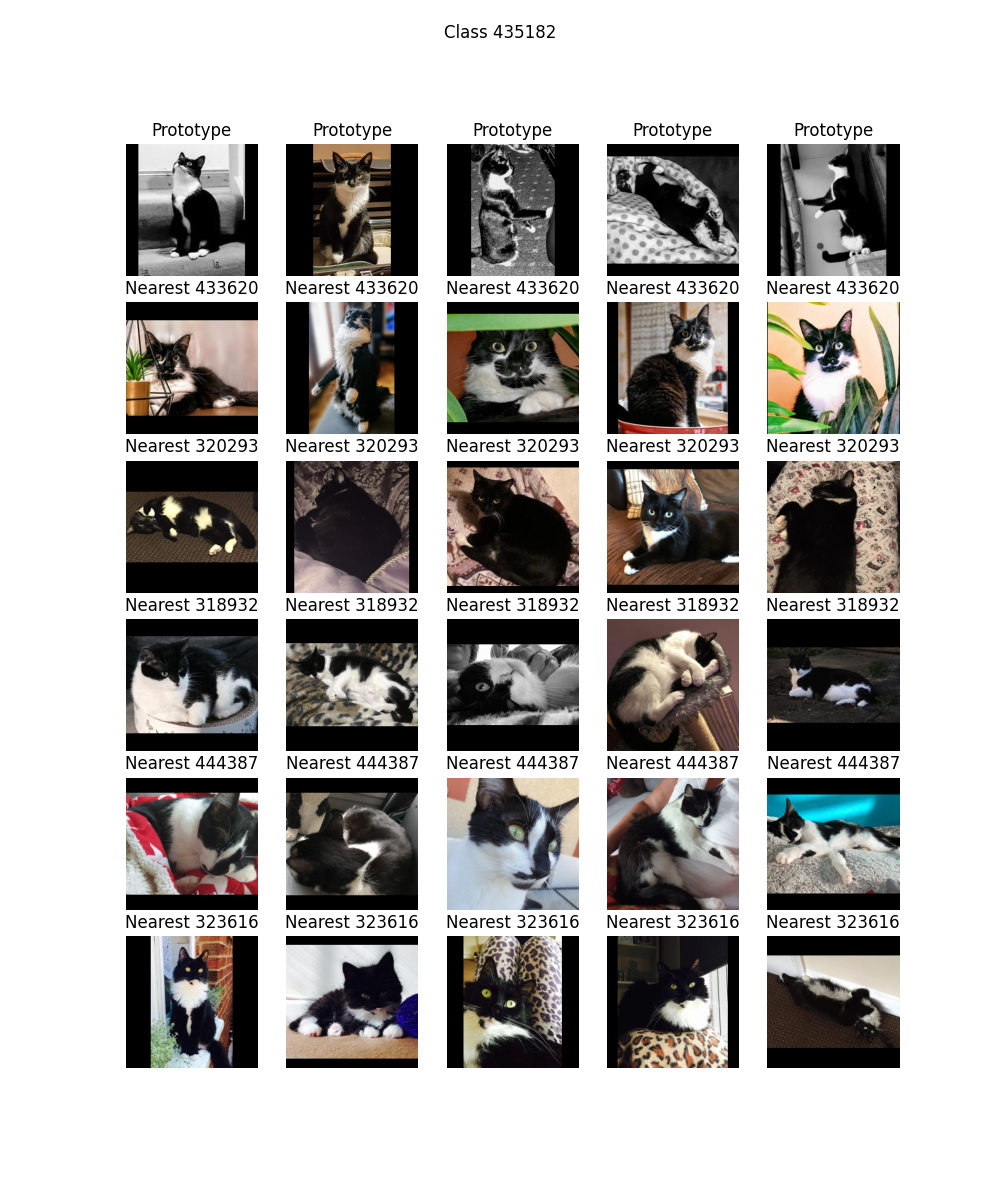 Class 435182
Prototype Prototype Prototype Prototype Prototype
Nearest 433620 Nearest 433620 Nearest 433620 Nearest 433620 Nearest 433620
Nearest 320293 Nearest 320293 Nearest 320293 Nearest 320293 Nearest 320293
Nearest 318932 Nearest 318932 Nearest 318932 Nearest 318932 Nearest 318932
Nearest 444387 Nearest 444387 Nearest 444387 Nearest 444387 Nearest 444387
Nearest 323616 Nearest 323616 Nearest 323616 Nearest 323616 Nearest 323616